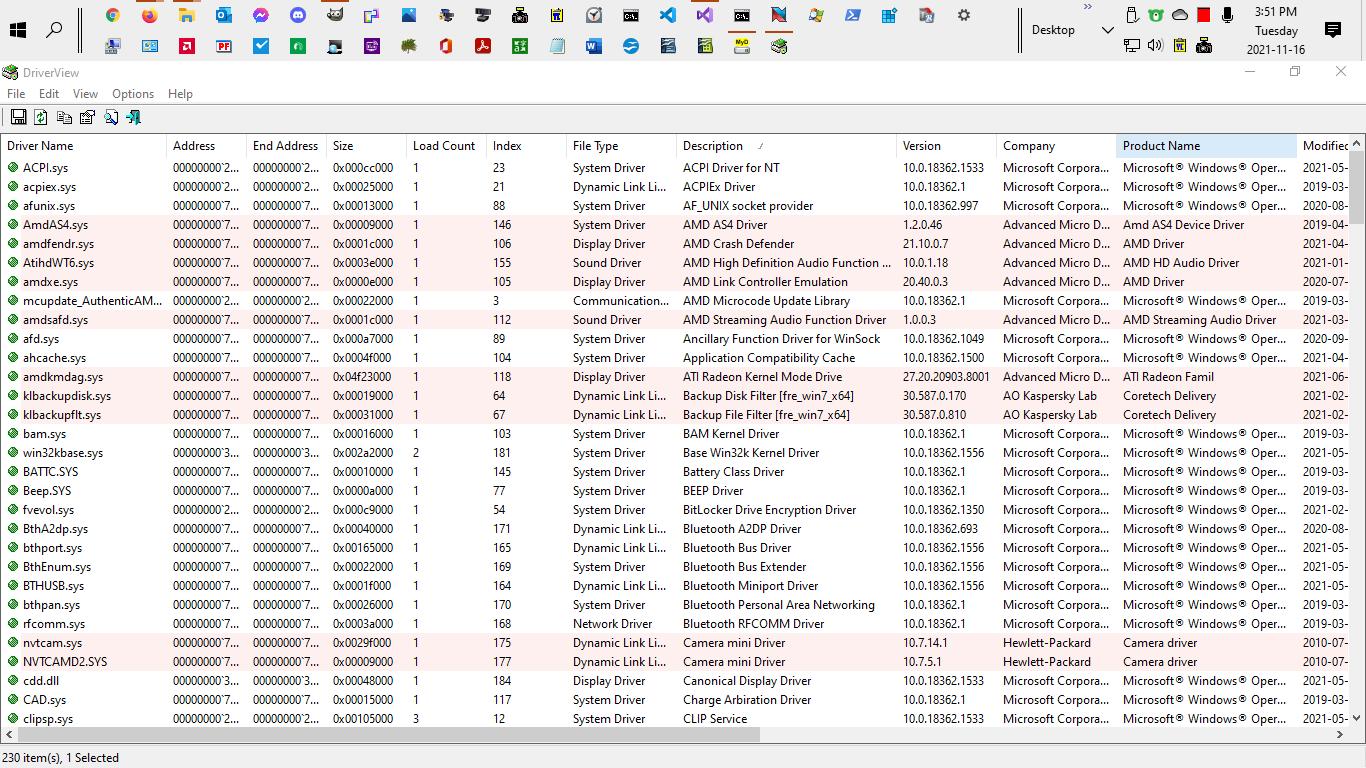 3:51 PM
Desktop
Tuesday
2021-11-16
DriverView
File Edit View Options Help
Driver Name Address End Address Size Load Count Index File Type Description Version Company Product Name Modified
ACPI.sys 00000000`2... 00000000`2... 0x000cc000 1 23 System Driver ACPI Driver for NT 10.0.18362.1533 Microsoft Corpora... Microsoft® Windows® Oper... 2021-05-
acpiex.sys 00000000`2... 00000000`2... 0x00025000 1 21 Dynamic Link Li... ACPIEx Driver 10.0.18362.1 Microsoft Corpora... Microsoft® Windows® Oper... 2019-03-
afunix.sys 00000000`7... 00000000`7... 0x00013000 1 88 System Driver AF_UNIX socket provider 10.0.18362.997 Microsoft Corpora... Microsoft® Windows® Oper... 2020-08-
AmdAS4.sys 00000000`7... 00000000`7... 0x00009000 1 146 System Driver AMD AS4 Driver 1.2.0.46 Advanced Micro D... Amd AS4 Device Driver 2019-04-
amdfendr.sys 00000000`7... 00000000`7... 0x0001c000 1 106 Display Driver AMD Crash Defender 21.10.0.7 Advanced Micro D... AMD Driver 2021-04-
AtihdWT6.sys 00000000`7... 00000000`7... 0x0003e000 1 155 Sound Driver AMD High Definition Audio Function ... 10.0.1.18 Advanced Micro D... AMD HD Audio Driver 2021-01-
amdxe.sys 00000000`7... 00000000`7... 0x0000e000 1 105 Display Driver AMD Link Controller Emulation 20.40.0.3 Advanced Micro D... AMD Driver 2020-07-
mcupdate_AuthenticAM... 00000000`2... 00000000`2... 0x00022000 1 3 Communication... AMD Microcode Update Library 10.0.18362.1 Microsoft Corpora... Microsoft® Windows® Oper... 2019-03-
amdsafd.sys 00000000`7... 00000000`7... 0x0001c000 1 112 Sound Driver AMD Streaming Audio Function Driver 1.0.0.3 Advanced Micro D... AMD Streaming Audio Driver 2021-03-
afd.sys 00000000`7... 00000000`7... 0x000a7000 1 89 System Driver Ancillary Function Driver for WinSock 10.0.18362.1049 Microsoft Corpora... Microsoft® Windows® Oper... 2020-09-
ahcache.sys 00000000`7... 00000000`7... 0x0004f000 1 104 System Driver Application Compatibility Cache 10.0.18362.1500 Microsoft Corpora... Microsoft® Windows® Oper... 2021-04-
amdkmdag.sys 00000000`7... 00000000`7... 0x04f23000 1 118 Display Driver ATI Radeon Kernel Mode Drive 27.20.20903.8001 Advanced Micro D... ATI Radeon Famil 2021-06-
klbackupdisk.sys 00000000`7... 00000000`7... 0x00019000 1 64 Dynamic Link Li... Backup Disk Filter [fre_win7_x64] 30.587.0.170 AO Kaspersky Lab Coretech Delivery 2021-02-
klbackupflt.sys 00000000`7... 00000000`7... 0x00031000 1 67 Dynamic Link Li... Backup File Filter [fre_win7_x64] 30.587.0.810 AO Kaspersky Lab Coretech Delivery 2021-02-
bam.sys 00000000`7... 00000000`7... 0x00016000 1 103 System Driver BAM Kernel Driver 10.0.18362.1 Microsoft Corpora... Microsoft® Windows® Oper... 2019-03-
win32kbase.sys 00000000`3... 00000000`3... 0x002a2000 2 181 System Driver Base Win32k Kernel Driver 10.0.18362.1556 Microsoft Corpora... Microsoft® Windows® Oper... 2021-05-
BATTC.SYS 00000000`7... 00000000`7... 0x00010000 1 145 System Driver Battery Class Driver 10.0.18362.1 Microsoft Corpora... Microsoft® Windows® Oper... 2019-03-
Beep.SYS 00000000`7... 00000000`7... 0x0000a000 1 77 System Driver BEEP Driver 10.0.18362.1 Microsoft Corpora... Microsoft® Windows® Oper... 2019-03-
fvevol.sys 00000000`2... 00000000`2... 0x000c9000 1 54 System Driver BitLocker Drive Encryption Driver 10.0.18362.1350 Microsoft Corpora... Microsoft® Windows® Oper... 2021-02-
BthA2dp.sys 00000000`7... 00000000`7... 0x00040000 1 171 Dynamic Link Li... Bluetooth A2DP Driver 10.0.18362.693 Microsoft Corpora... Microsoft® Windows® Oper... 2020-08-
bthport.sys 00000000`7... 00000000`7... 0x00165000 1 165 Dynamic Link Li... Bluetooth Bus Driver 10.0.18362.1556 Microsoft Corpora... Microsoft® Windows® Oper... 2021-05-
BthEnum.sys 00000000`7... 00000000`7... 0x00022000 1 169 System Driver Bluetooth Bus Extender 10.0.18362.1556 Microsoft Corpora... Microsoft® Windows® Oper... 2021-05-
BTHUSB.sys 00000000`7... 00000000`7... 0x0001f000 1 164 Dynamic Link Li... Bluetooth Miniport Driver 10.0.18362.1556 Microsoft Corpora... Microsoft® Windows® Oper... 2021-05-
bthpan.sys 00000000`7... 00000000`7... 0x00026000 1 170 System Driver Bluetooth Personal Area Networking 10.0.18362.1 Microsoft Corpora... Microsoft® Windows® Oper... 2019-03-
rfcomm.sys 00000000`7... 00000000`7... 0x0003a000 1 168 Network Driver Bluetooth RFCOMM Driver 10.0.18362.1 Microsoft Corpora... Microsoft® Windows® Oper... 2019-03-
nvtcam.sys 00000000`7... 00000000`7... 0x0029f000 1 175 Dynamic Link Li... Camera mini Driver 10.7.14.1 Hewlett-Packard Camera driver 2010-07-
NVTCAMD2.SYS 00000000`7... 00000000`7... 0x00009000 1 177 Dynamic Link Li... Camera mini Driver 10.7.5.1 Hewlett-Packard Camera driver 2010-07-
cdd.dll 00000000`3... 00000000`3... 0x00048000 1 184 Display Driver Canonical Display Driver 10.0.18362.1533 Microsoft Corpora... Microsoft® Windows® Oper... 2021-05-
CAD.sys 00000000`7... 00000000`7... 0x00015000 1 117 System Driver Charge Arbiration Driver 10.0.18362.1 Microsoft Corpora... Microsoft® Windows® Oper... 2019-03-
clipsp.sys 00000000`2... 00000000`2... 0x00105000 3 12 System Driver CLIP Service 10.0.18362.1533 Microsoft Corpora... Microsoft® Windows® Oper... 2021-05-
230 item(s), 1 Selected